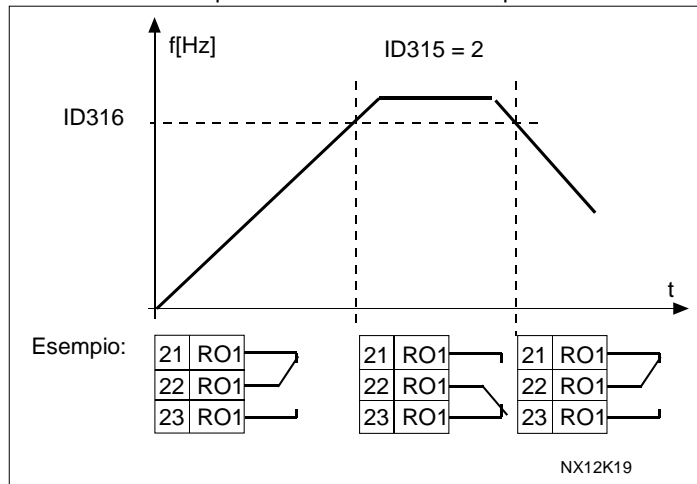 f[Hz]
ID315 = 2
ID316
t
Esempio:
21 RO1
22 RO1
23 RO1
21 RO1
22 RO1
23 RO1
21 RO1
22 RO1
23 RO1
NX12K19